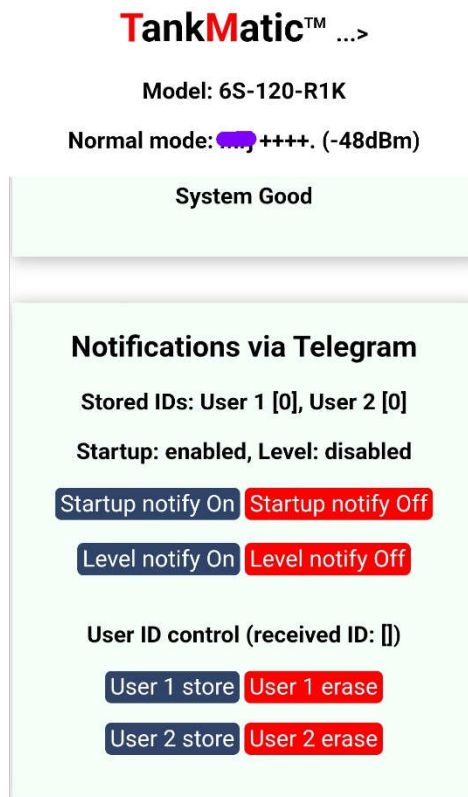 TankMatic™ ...>
Model: 6S-120-R1K
Normal mode: ++++. (-48dBm)
System Good
Notifications via Telegram
Stored IDs: User 1 [0], User 2 [0]
Startup: enabled, Level: disabled
Startup notify On Startup notify Off
Level notify On Level notify Off
User ID control (received ID: [])
User 1 store User 1 erase
User 2 store User 2 erase